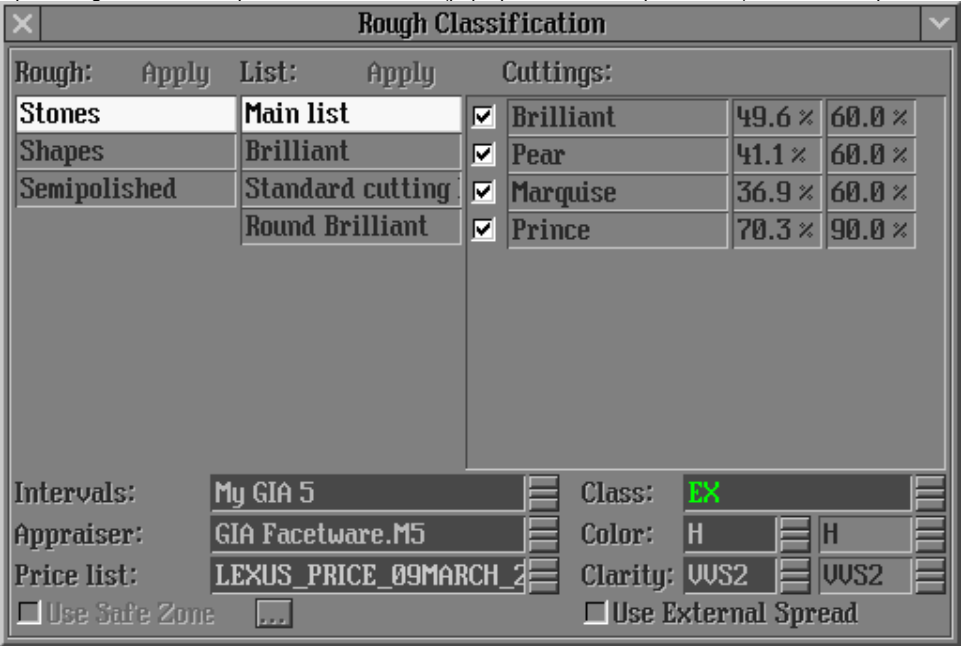 Rough Classification
Rough: Apply List: Apply Cuttings:
Stones Main list Brilliant 49.6 % 60.0 %
Shapes Brilliant Pear 41.1 % 60.0 %
Semipolished Standard cutting Marquise 36.9 % 60.0 %
Round Brilliant Prince 70.3 % 90.0 %
Intervals: My GIA 5 Class: EX
Appraiser: GIA Facetware.M5 Color: H H
Price list: LEXUS_PRICE_09MARCH_2 Clarity: VVS2 VVS2
Use Safe Zone ... Use External Spread